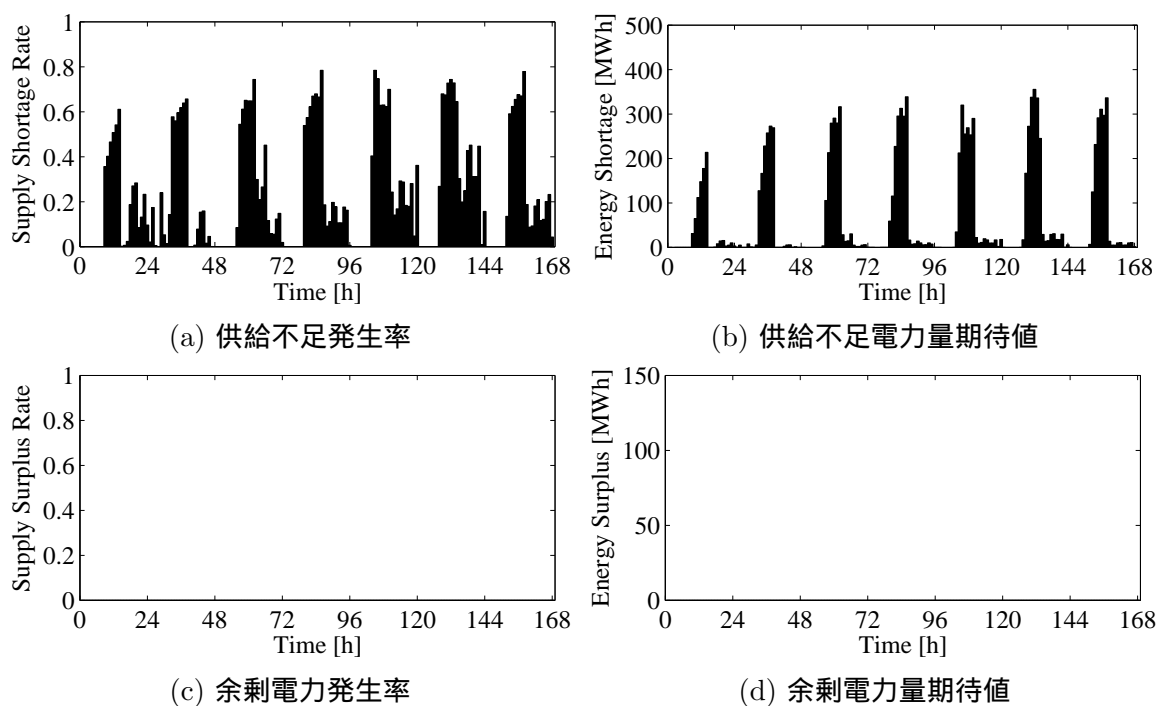 1
0.8
0.6
0.4
0.2
0
Supply Shortage Rate
0 24 48 72 96 120 144 168
Time [h]
(a) 供給不足発生率
500
400
300
200
100
0
Energy Shortage [MWh]
0 24 48 72 96 120 144 168
Time [h]
(b) 供給不足電力量期待値
1
0.8
0.6
0.4
0.2
0
Supply Surplus Rate
0 24 48 72 96 120 144 168
Time [h]
(c) 余剰電力発生率
150
100
50
0
Energy Surplus [MWh]
0 24 48 72 96 120 144 168
Time [h]
(d) 余剰電力量期待値